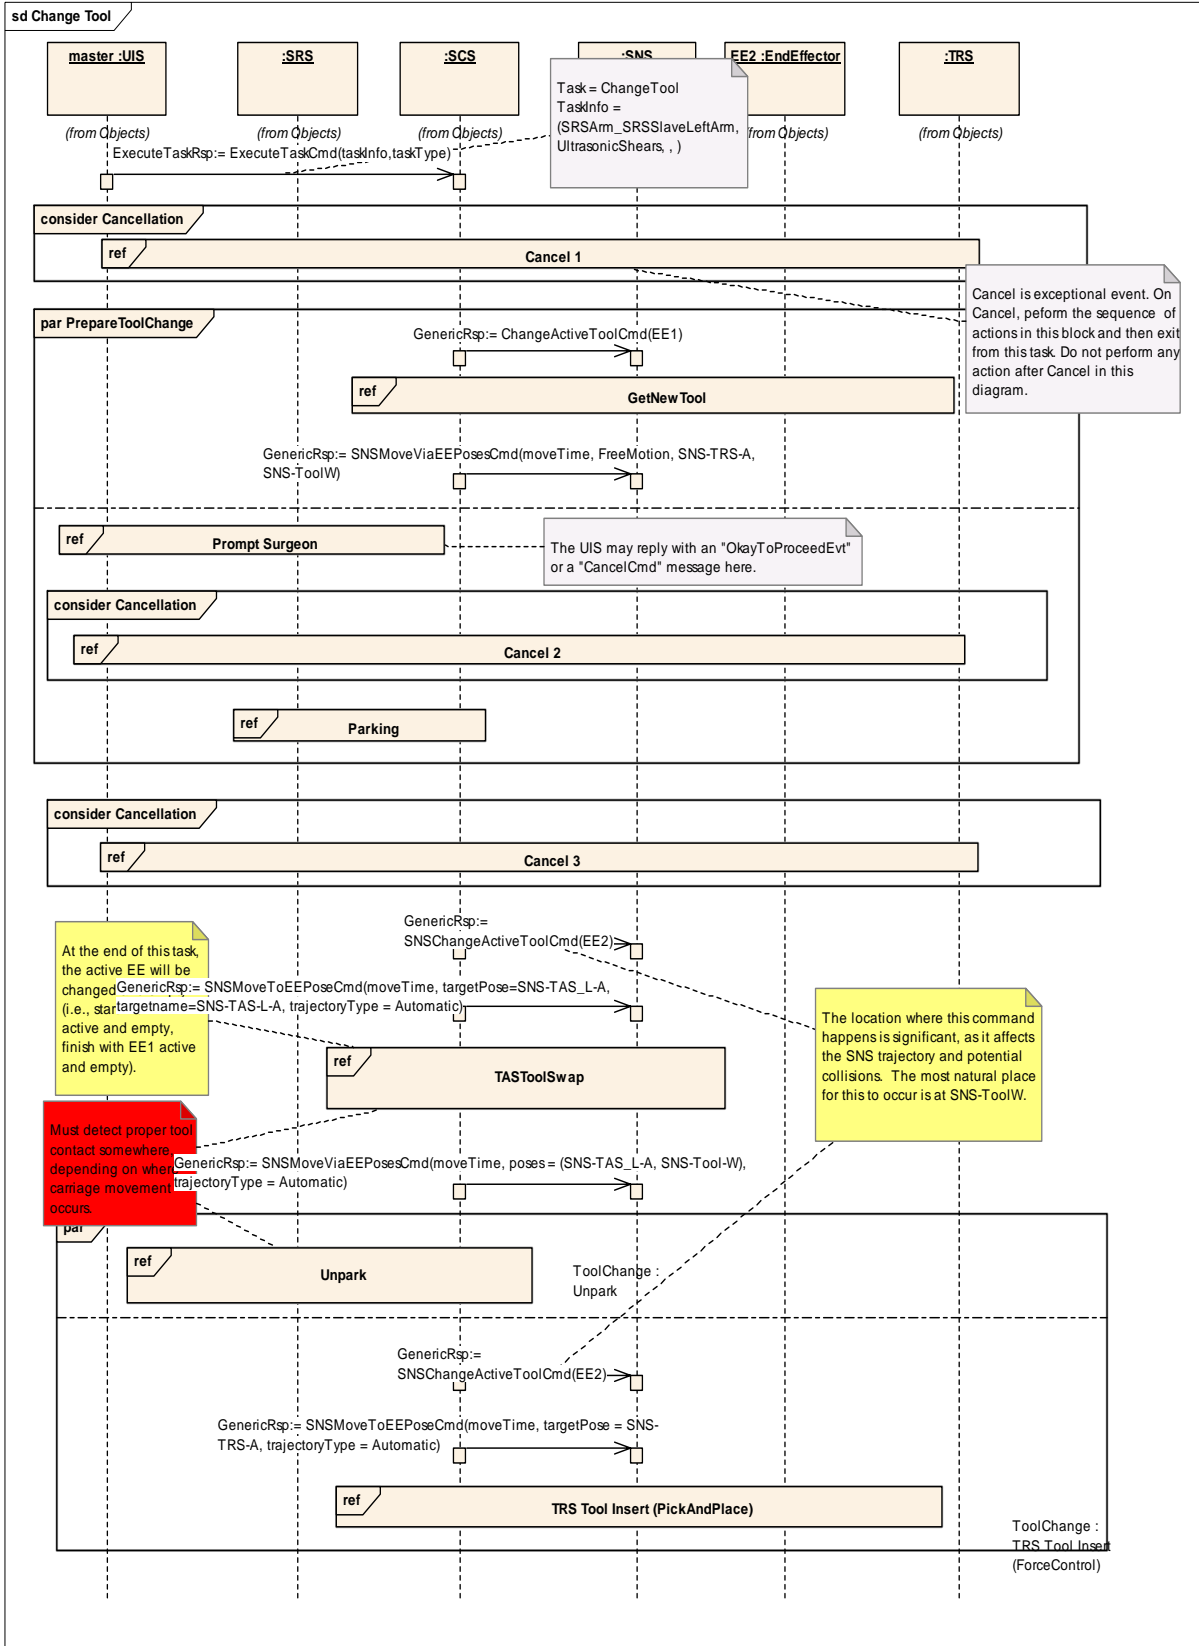 sd Change Tool
master :UIS
:SRS
:SCS
:SNS
EE2 :EndEffector
:TRS
(from Objects)
(from Objects)
(from Objects)
from Objects)
(from Objects)
Task = ChangeTool
TaskInfo =
(SRSArm_SRSSlaveLeftArm,
UltrasonicShears, , )
ExecuteTaskRsp:= ExecuteTaskCmd(taskInfo,taskType)
consider Cancellation
ref
Cancel 1
Cancel is exceptional event. On
Cancel, peform the sequence of
actions in this block and then exit
from this task. Do not perform any
action after Cancel in this
diagram.
par PrepareToolChange
GenericRsp:= ChangeActiveToolCmd(EE1)
ref
GetNewTool
GenericRsp:= SNSMoveViaEEPosesCmd(moveTime, FreeMotion, SNS-TRS-A,
SNS-ToolW)
ref
Prompt Surgeon
The UIS may reply with an "OkayToProceedEvt"
or a "CancelCmd" message here.
consider Cancellation
ref
Cancel 2
ref
Parking
consider Cancellation
ref
Cancel 3
GenericRsp:=
SNSChangeActiveToolCmd(EE2)
At the end of this task,
the active EE will be
changed
(i.e., star
active and empty,
finish with EE1 active
and empty).
GenericRsp:= SNSMoveToEEPoseCmd(moveTime, targetPose=SNS-TAS_L-A,
targetname=SNS-TAS-L-A, trajectoryType = Automatic)
The location where this command
happens is significant, as it affects
the SNS trajectory and potential
collisions. The most natural place
for this to occur is at SNS-ToolW.
ref
TASToolSwap
Must detect proper tool
contact somewhere,
depending on where
carriage movement
occurs.
GenericRsp:= SNSMoveViaEEPosesCmd(moveTime, poses = (SNS-TAS_L-A, SNS-Tool-W),
trajectoryType = Automatic)
par
ref
Unpark
ToolChange :
Unpark
GenericRsp:=
SNSChangeActiveToolCmd(EE2)
GenericRsp:= SNSMoveToEEPoseCmd(moveTime, targetPose = SNS-
TRS-A, trajectoryType = Automatic)
ref
TRS Tool Insert (PickAndPlace)
ToolChange :
TRS Tool Insert
(ForceControl)